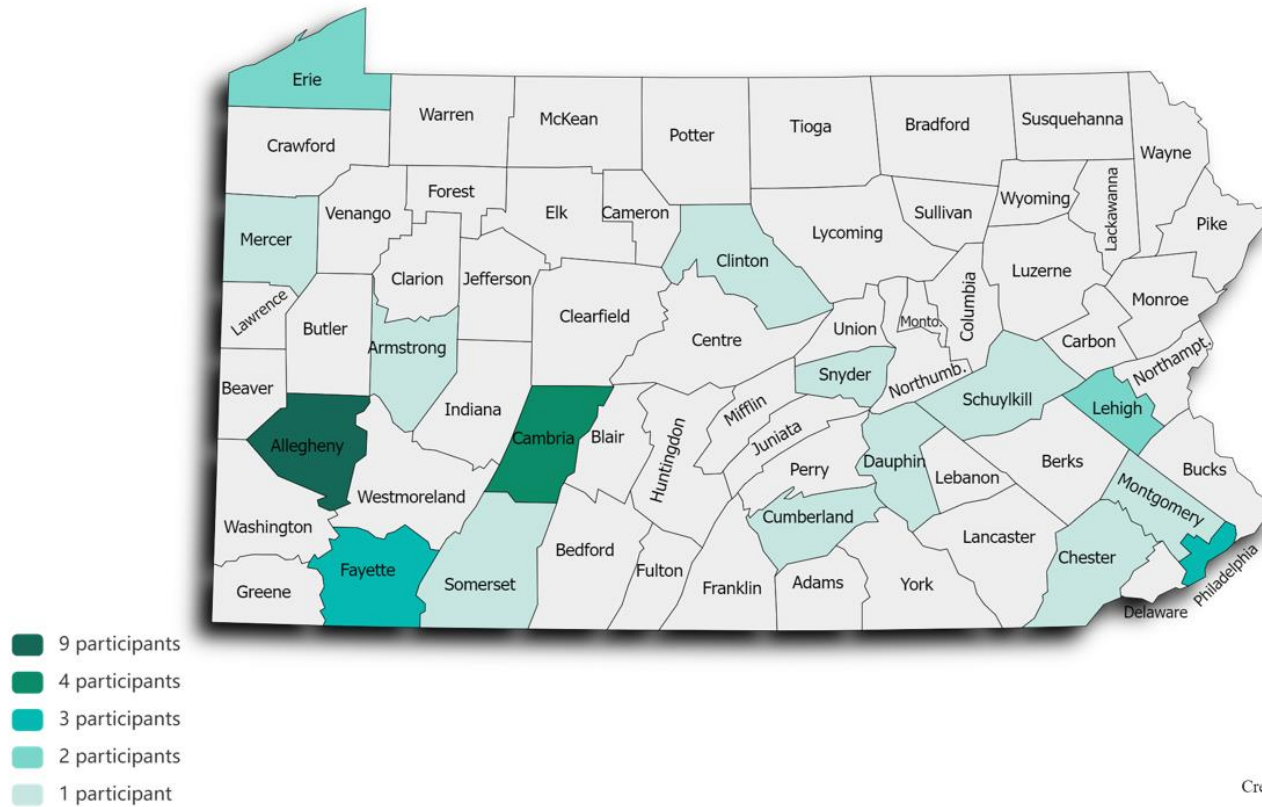 Erie
Warren
McKean
Potter
Tioga
Bradford
Susquehanna
Wayne
Crawford
Forest
Venango
Elk
Cameron
Lycoming
Sullivan
Wyoming
Lackawanna
Pike
Mercer
Clarion
Jefferson
Clinton
Luzerne
Columbia
Monroe
Lawrence
Butler
Clearfield
Centre
Union
Monto.
Carbon
Northampt.
Armstrong
Snyder
Northumb.
Schuylkill
Lehigh
Beaver
Indiana
Cambria
Blair
Huntingdon
Mifflin
Juniata
Allegheny
Westmoreland
Perry
Dauphin
Lebanon
Berks
Bucks
Montgomery
Washington
Cumberland
Lancaster
Chester
Philadelphia
Greene
Fayette
Somerset
Bedford
Fulton
Franklin
Adams
York
Delaware
9 participants
4 participants
3 participants
2 participants
1 participant
Cre